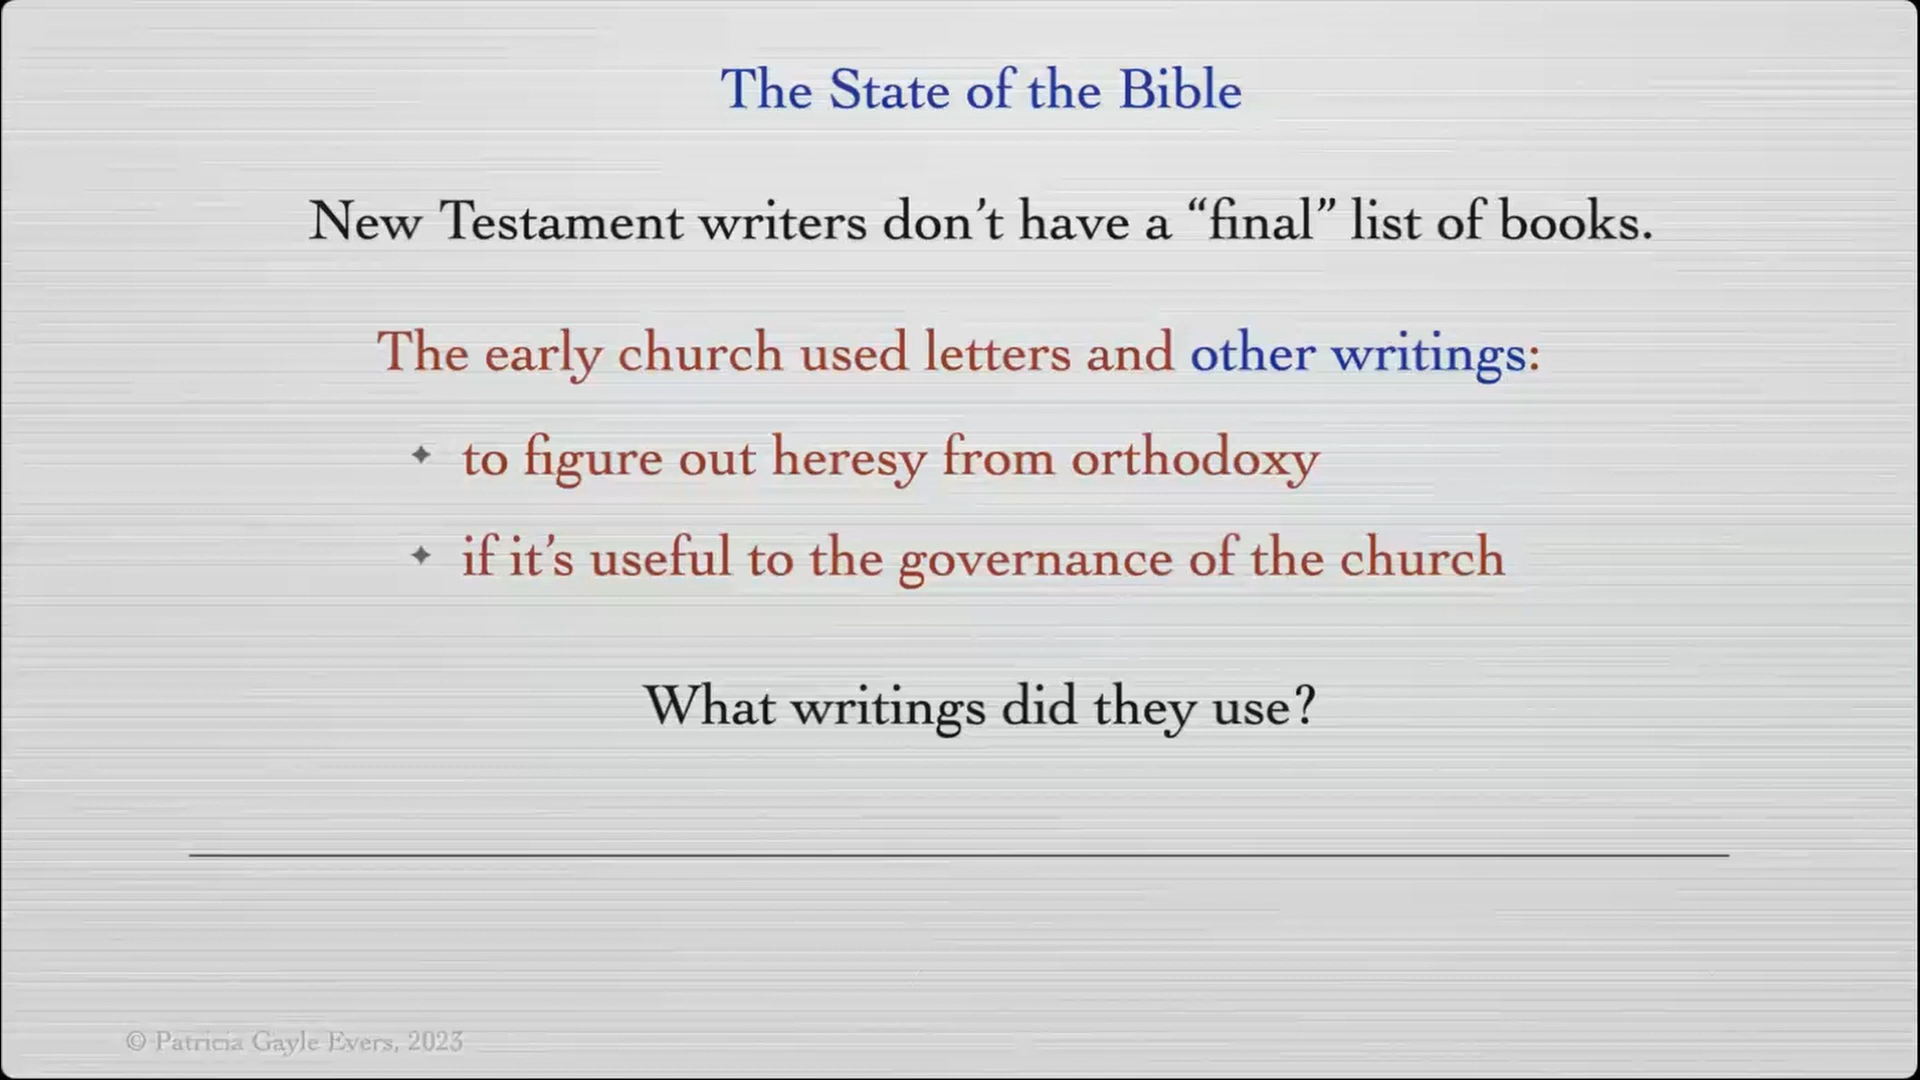 The State of the Bible
New Testament writers don’t have a “final” list of books.
The early church used letters and other writings:
✦ to figure out heresy from orthodoxy
✦ if it’s useful to the governance of the church
What writings did they use?
© Patricia Gayle Evers, 2023